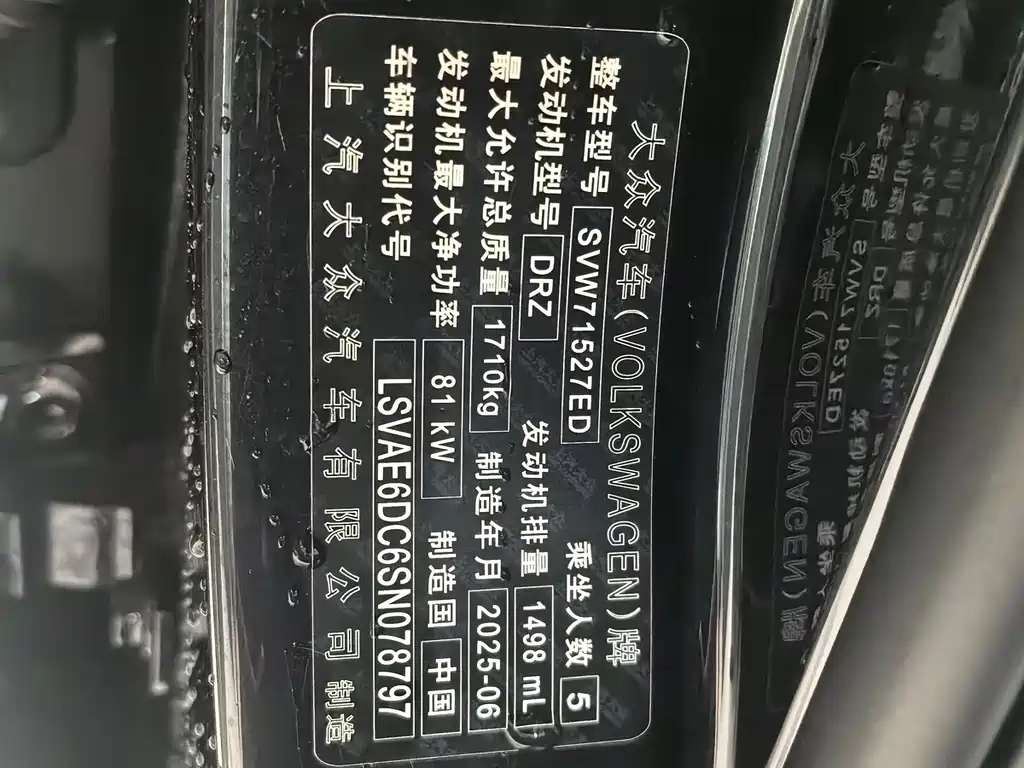 大众汽车(VOLKSWAGEN)牌
整车型号 SVW71527ED 乘坐人数 5
发动机型号 DRZ 发动机排量 1498 mL
最大允许总质量 1710kg 制造年月 2025-06
发动机最大净功率 81 kW 制造国 中国
车辆识别代号 LSVAE6DC6SN078797
上汽大众汽车有限公司制造